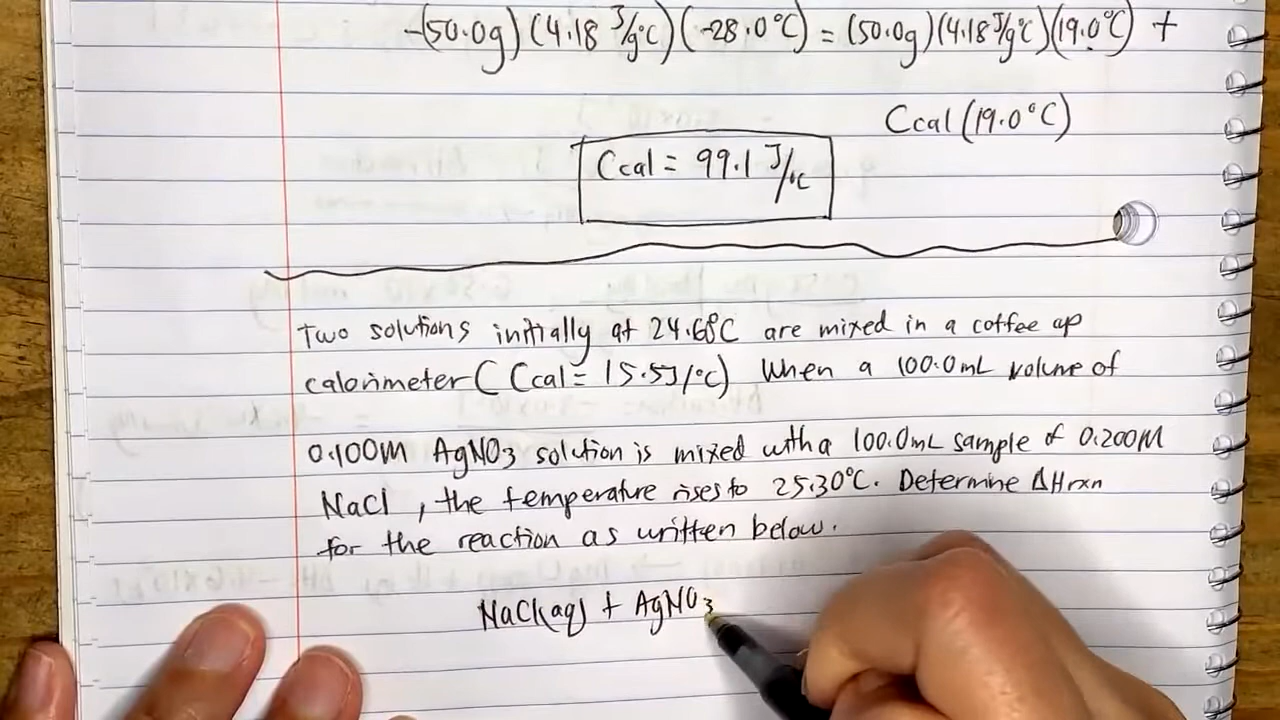 -(50.0g)(4.18 J/g°C)(-28.0°C) = (50.0g)(4.18 J/g°C)(19.0°C) +
Ccal (19.0°C)
Ccal = 99.1 J/°C
Two solutions initially at 24.68°C are mixed in a coffee cup
calorimeter (Ccal = 15.5J/°C) When a 100.0mL volume of
0.100M AgNO3 solution is mixed with a 100.0mL sample of 0.200M
NaCl, the temperature rises to 25.30°C. Determine ΔHrxn
for the reaction as written below.
NaCl(aq) + AgNO3